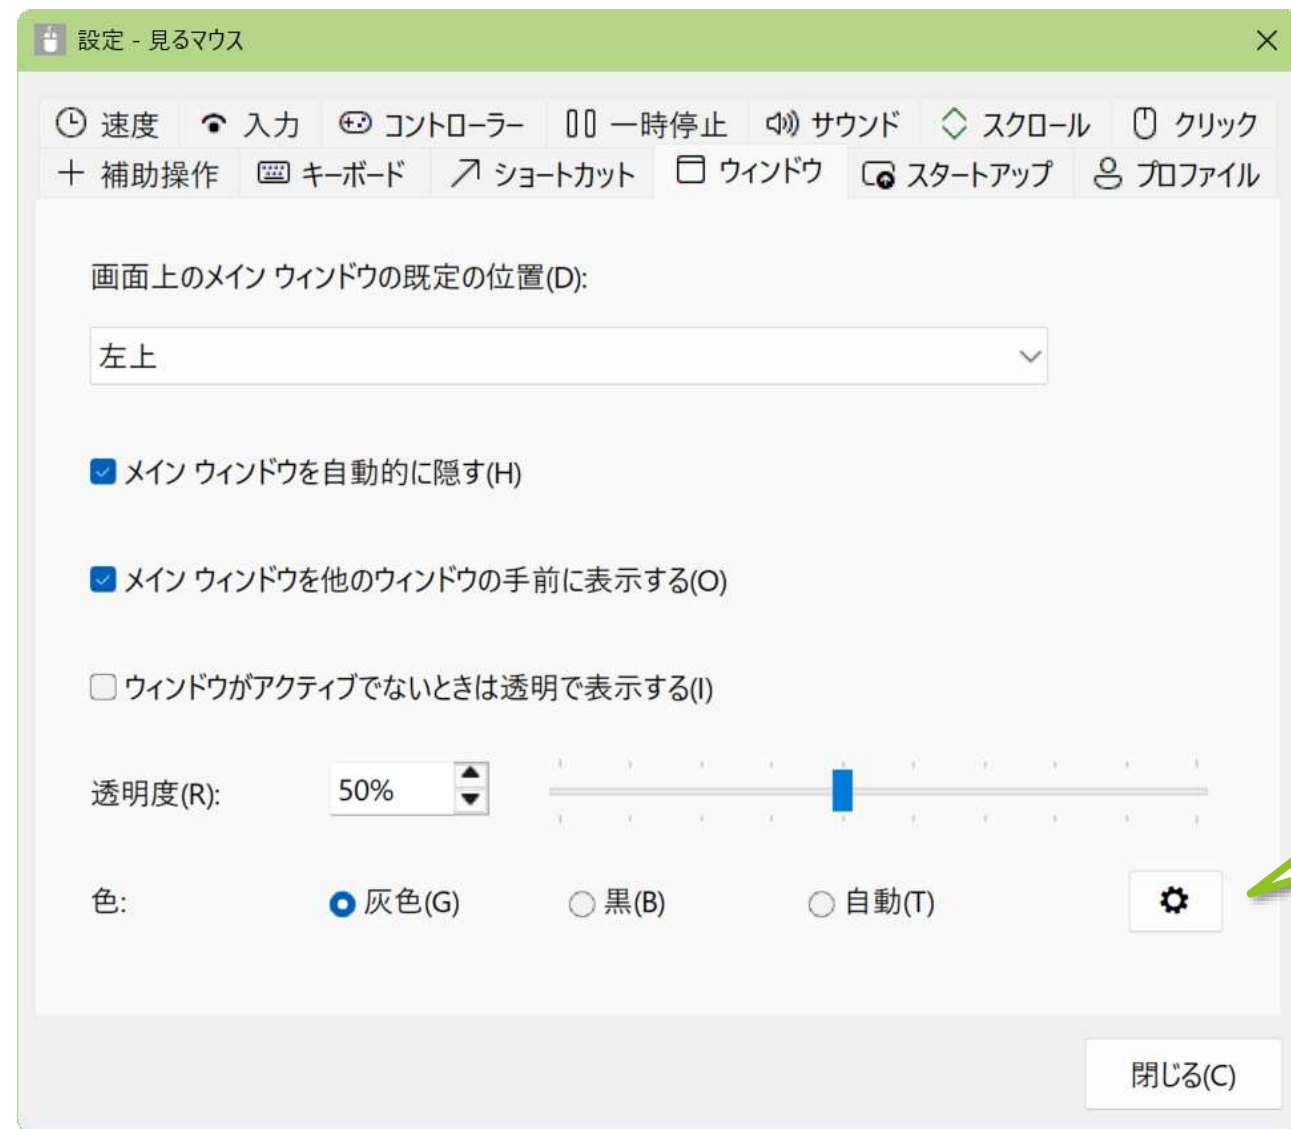 設定 - 見るマウス
速度 入力 コントローラー 一時停止 サウンド スクロール クリック
補助操作 キーボード ショートカット ウィンドウ スタートアップ プロファイル
画面上のメイン ウィンドウの既定の位置(D):
左上
メイン ウィンドウを自動的に隠す(H)
メイン ウィンドウを他のウィンドウの手前に表示する(O)
ウィンドウがアクティブでないときは透明で表示する(I)
透明度(R): 50%
色: 灰色(G) 黒(B) 自動(T)
閉じる(C)